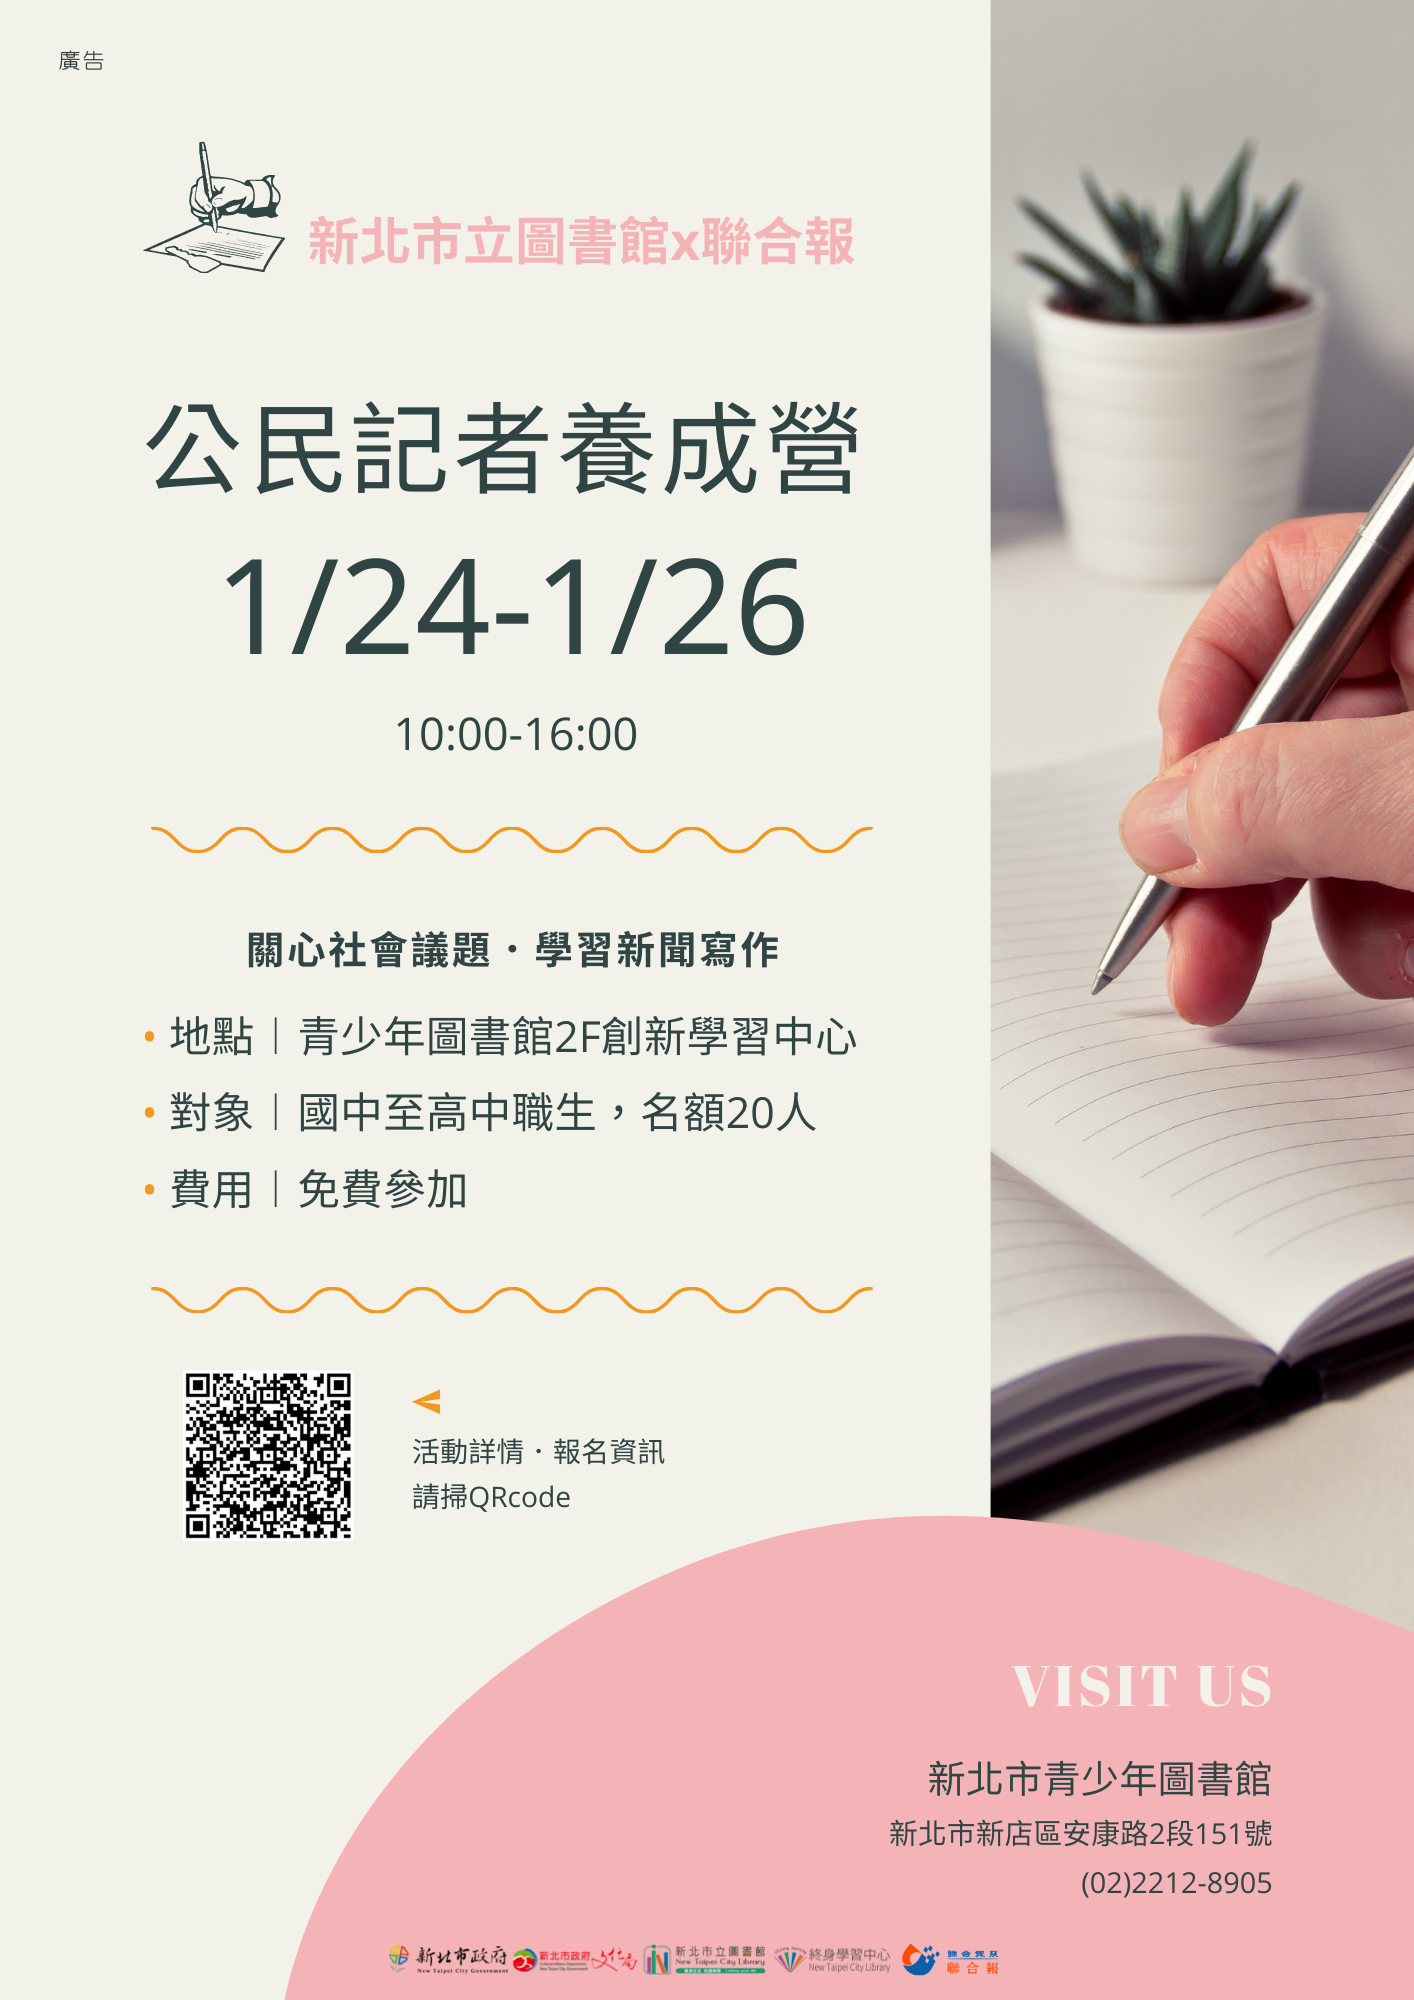 廣告
新北市立圖書館x聯合報
公民記者養成營
1/24-1/26
10:00-16:00
關心社會議題・學習新聞寫作
• 地點｜青少年圖書館2F創新學習中心
• 對象｜國中至高中職生，名額20人
• 費用｜免費參加
活動詳情・報名資訊
請掃QRcode
VISIT US
新北市青少年圖書館
新北市新店區安康路2段151號
(02)2212-8905
新北市政府 新北市政府文化局 新北市立圖書館 終身學習中心 聯合報系
New Taipei City Government New Taipei City Library New Taipei City Library 聯合報